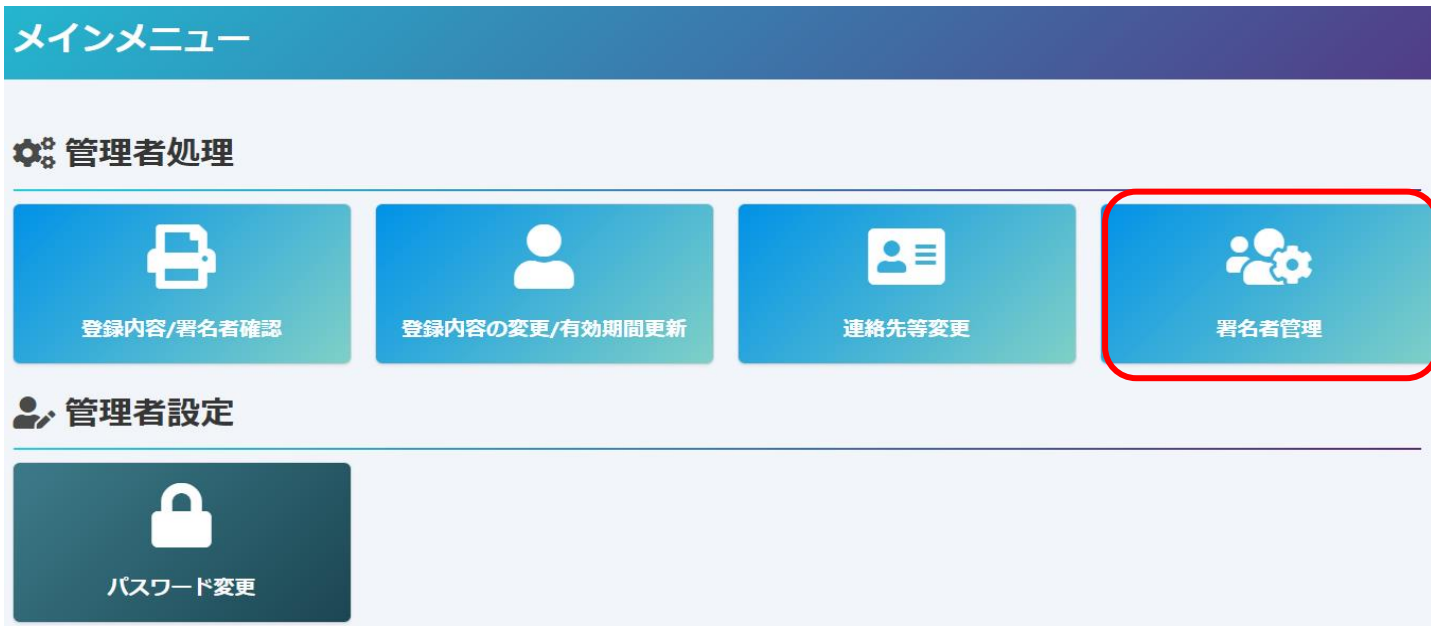 メインメニュー
管理者処理
登録内容/署名者確認
登録内容の変更/有効期間更新
連絡先等変更
署名者管理
管理者設定
パスワード変更